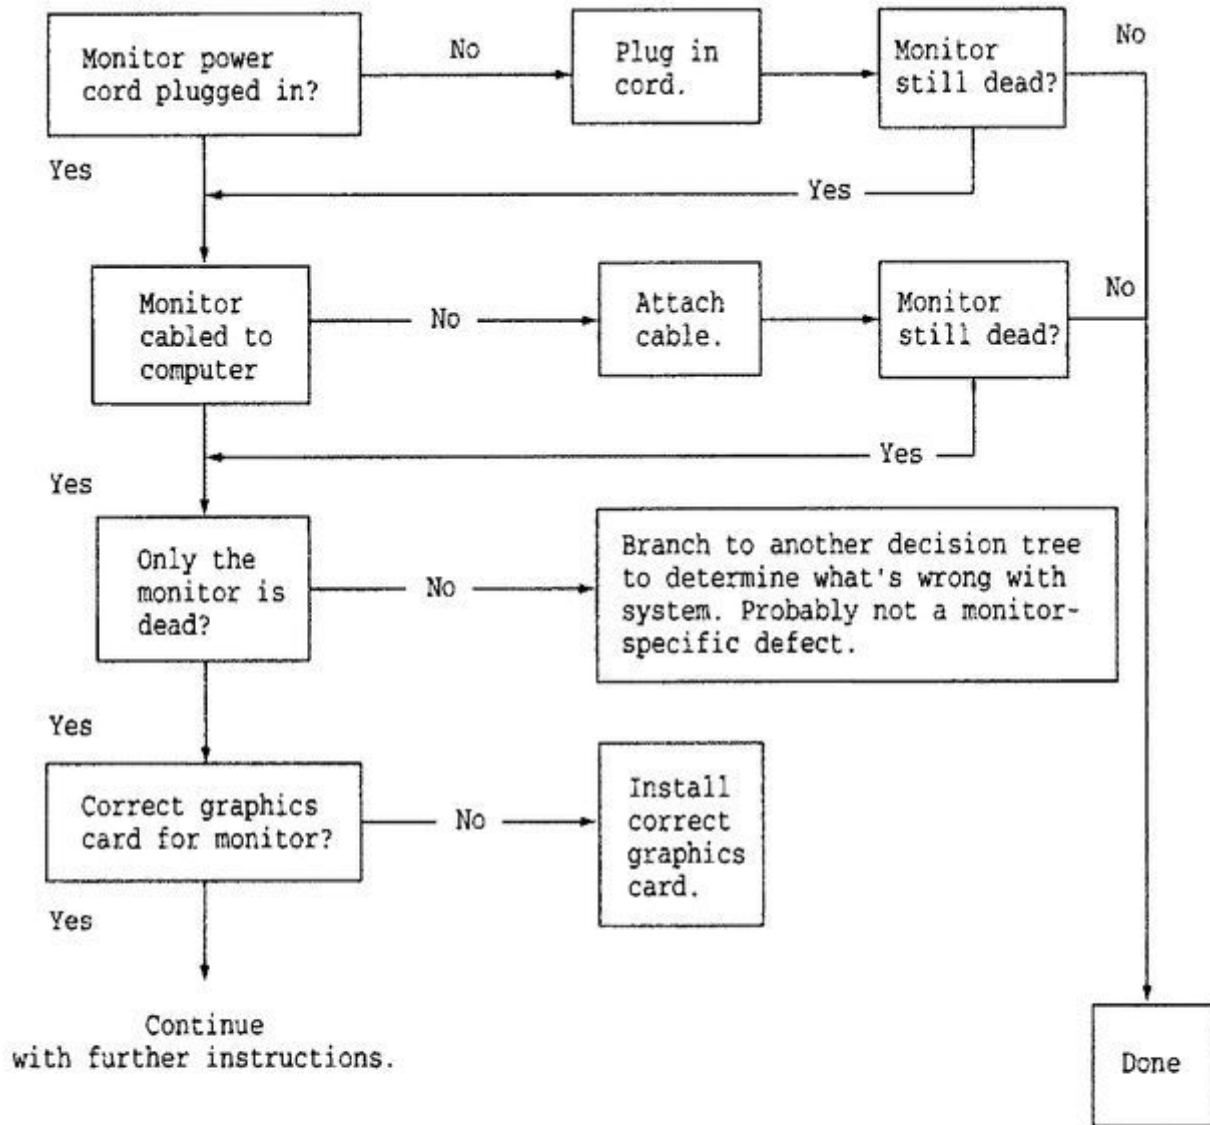 Monitor power
cord plugged in?
No
Plug in
cord.
Monitor
still dead?
No
Yes
Yes
Monitor
cabled to
computer
No
Attach
cable.
Monitor
still dead?
No
Yes
Yes
Only the
monitor is
dead?
No
Branch to another decision tree
to determine what's wrong with
system. Probably not a monitor-
specific defect.
Yes
Correct graphics
card for monitor?
No
Install
correct
graphics
card.
Yes
Continue
with further instructions.
Done